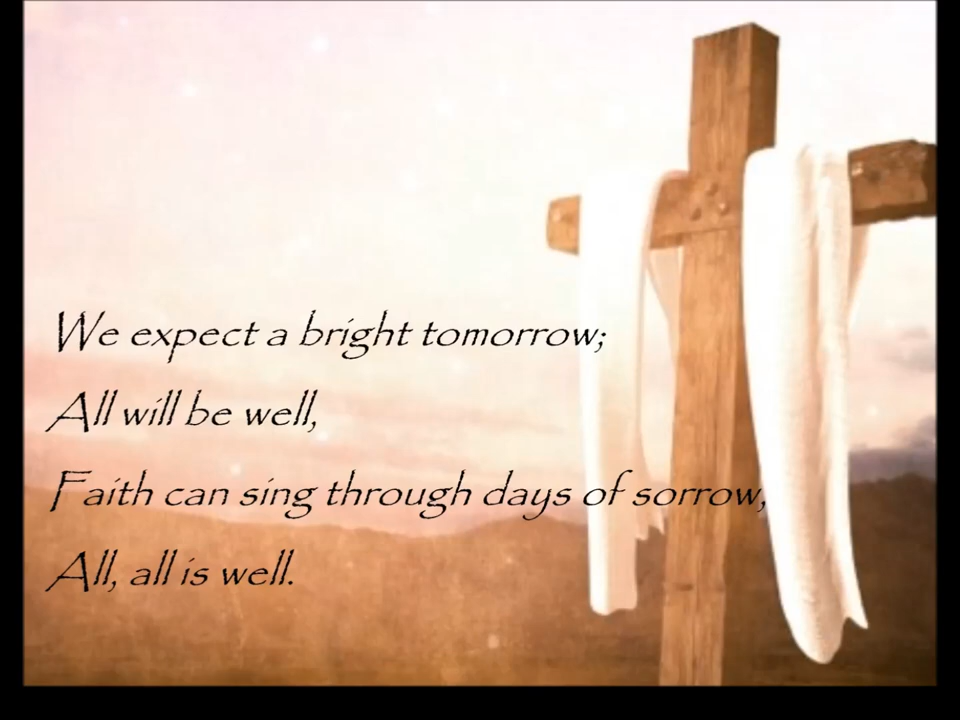 We expect a bright tomorrow;
All will be well,
Faith can sing through days of sorrow,
All, all is well.